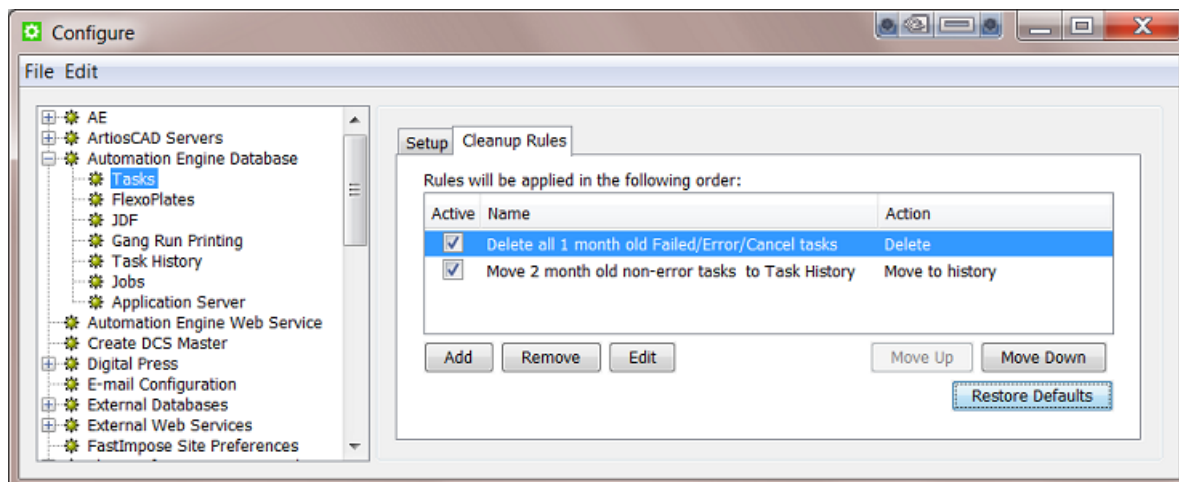 Configure
File Edit
AE
ArtiosCAD Servers
Automation Engine Database
Tasks
FlexoPlates
JDF
Gang Run Printing
Task History
Jobs
Application Server
Automation Engine Web Service
Create DCS Master
Digital Press
E-mail Configuration
External Databases
External Web Services
FastImpose Site Preferences
Setup Cleanup Rules
Rules will be applied in the following order:
Active Name Action
Delete all 1 month old Failed/Error/Cancel tasks Delete
Move 2 month old non-error tasks to Task History Move to history
Add Remove Edit Move Up Move Down
Restore Defaults